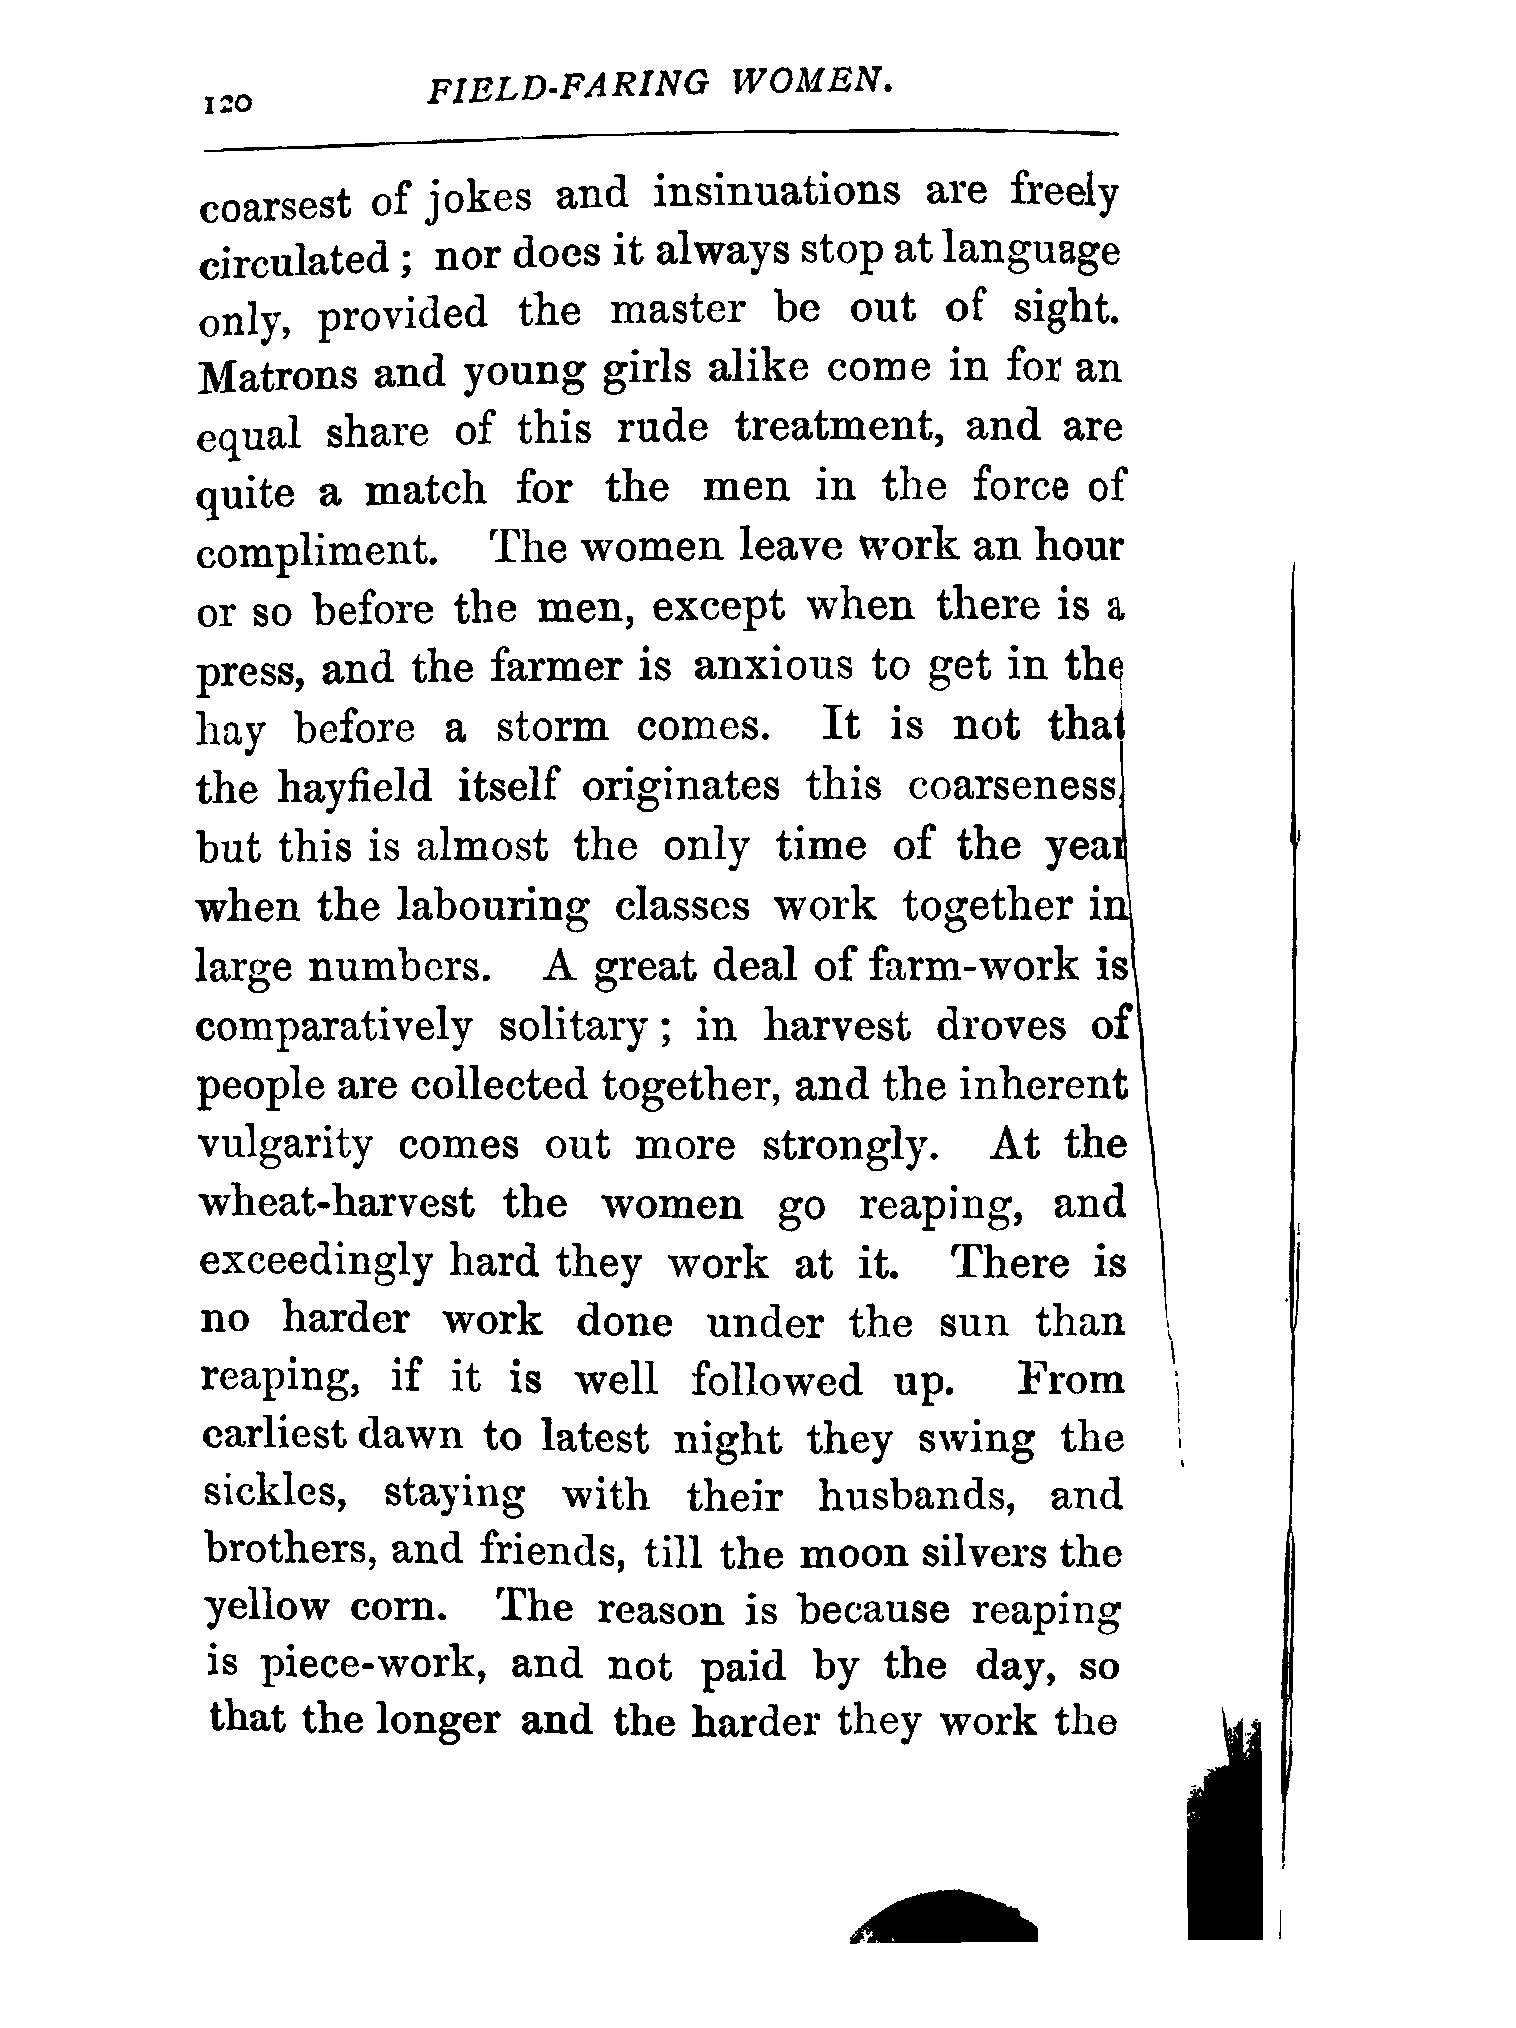 120 FIELD-FARING WOMEN.
coarsest of jokes and insinuations are freely
circulated; nor does it always stop at language
only, provided the master be out of sight.
Matrons and young girls alike come in for an
equal share of this rude treatment, and are
quite a match for the men in the force of
compliment. The women leave work an hour
or so before the men, except when there is a
press, and the farmer is anxious to get in the
hay before a storm comes. It is not that
the hayfield itself originates this coarseness,
but this is almost the only time of the year
when the labouring classes work together in
large numbers. A great deal of farm-work is
comparatively solitary; in harvest droves of
people are collected together, and the inherent
vulgarity comes out more strongly. At the
wheat-harvest the women go reaping, and
exceedingly hard they work at it. There is
no harder work done under the sun than
reaping, if it is well followed up. From
earliest dawn to latest night they swing the
sickles, staying with their husbands, and
brothers, and friends, till the moon silvers the
yellow corn. The reason is because reaping
is piece-work, and not paid by the day, so
that the longer and the harder they work the